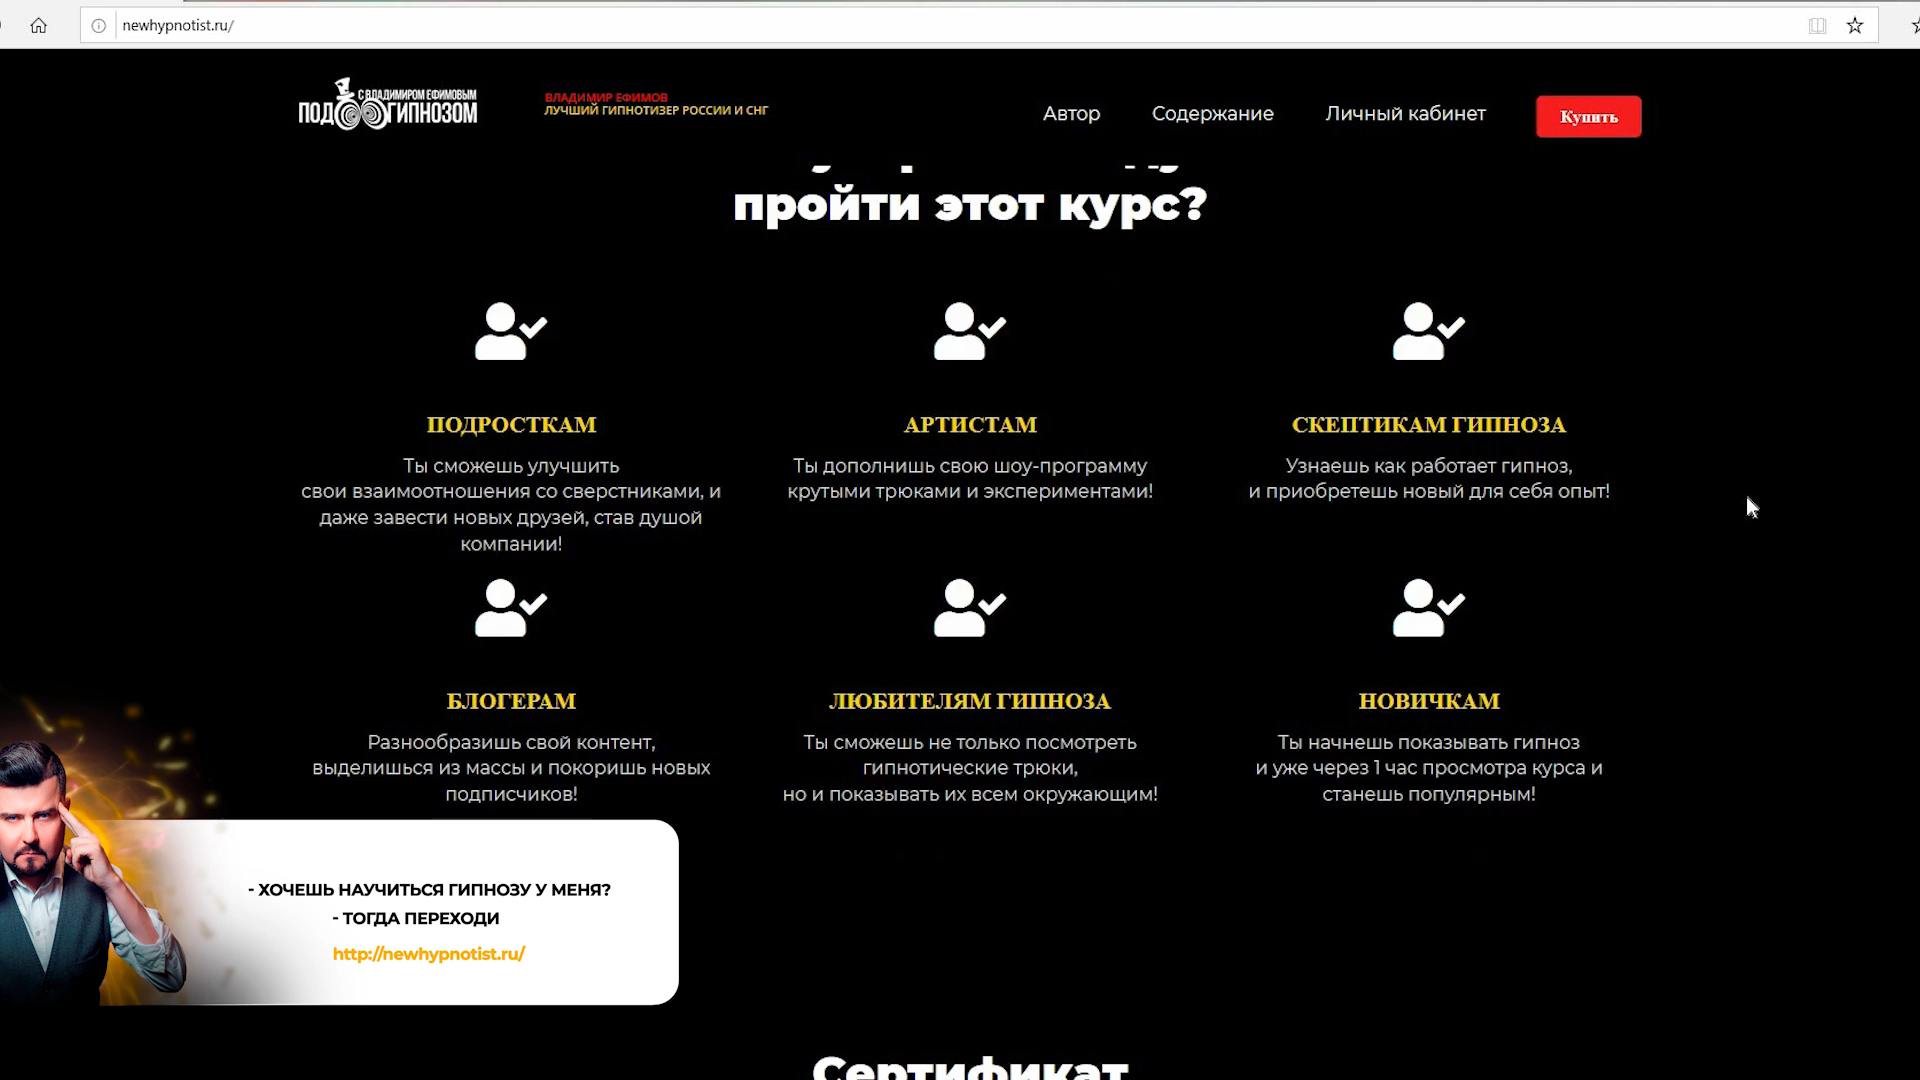 newhypnotist.ru/
С ВЛАДИМИРОМ ЕФИМОВЫМ
ПОД ГИПНОЗОМ
ВЛАДИМИР ЕФИМОВ
ЛУЧШИЙ ГИПНОТИЗЕР РОССИИ И СНГ
Автор
Содержание
Личный кабинет
Купить
пройти этот курс?
ПОДРОСТКАМ
Ты сможешь улучшить
свои взаимоотношения со сверстниками, и
даже завести новых друзей, став душой
компании!
АРТИСТАМ
Ты дополнишь свою шоу-программу
крутыми трюками и экспериментами!
СКЕПТИКАМ ГИПНОЗА
Узнаешь как работает гипноз,
и приобретешь новый для себя опыт!
БЛОГЕРАМ
Разнообразишь свой контент,
выделишься из массы и покоришь новых
подписчиков!
ЛЮБИТЕЛЯМ ГИПНОЗА
Ты сможешь не только посмотреть
гипнотические трюки,
но и показывать их всем окружающим!
НОВИЧКАМ
Ты начнешь показывать гипноз
и уже через 1 час просмотра курса и
станешь популярным!
- ХОЧЕШЬ НАУЧИТЬСЯ ГИПНОЗУ У МЕНЯ?
- ТОГДА ПЕРЕХОДИ
http://newhypnotist.ru/
Сертификат